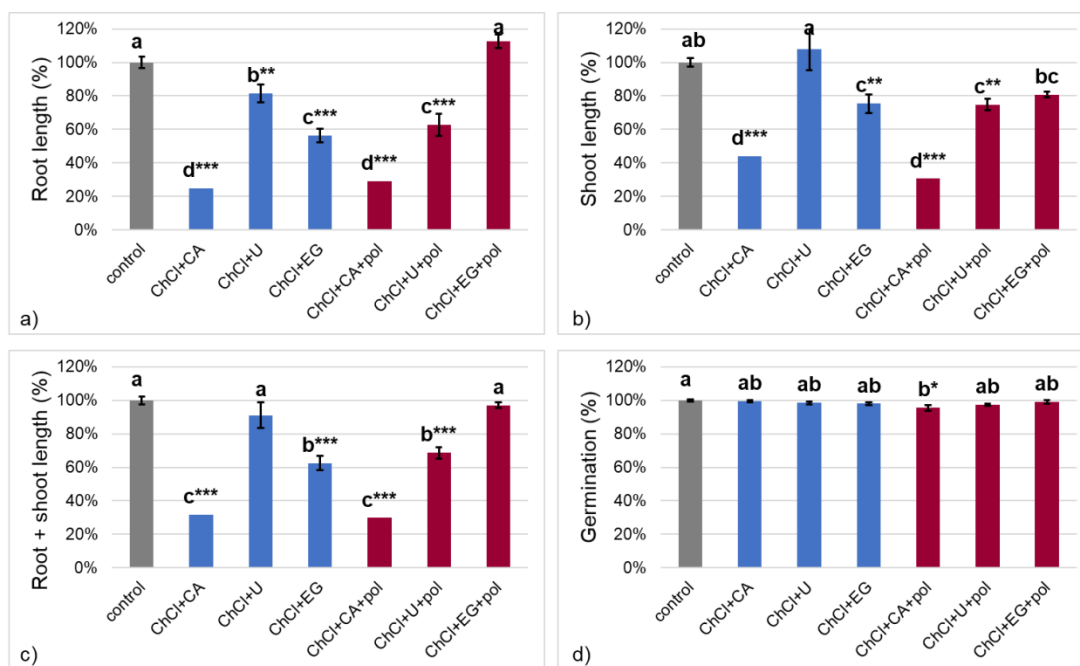 120%
100%
80%
60%
40%
20%
0%
Root length (%)
a
d***
b**
c***
d***
c***
a
control
ChCl+CA
ChCl+U
ChCl+EG
ChCl+CA+pol
ChCl+U+pol
ChCl+EG+pol
a)
120%
100%
80%
60%
40%
20%
0%
Shoot length (%)
ab
d***
a
c**
d***
c**
bc
control
ChCl+CA
ChCl+U
ChCl+EG
ChCl+CA+pol
ChCl+U+pol
ChCl+EG+pol
b)
120%
100%
80%
60%
40%
20%
0%
Root + shoot length (%)
a
c***
a
b***
c***
b***
a
control
ChCl+CA
ChCl+U
ChCl+EG
ChCl+CA+pol
ChCl+U+pol
ChCl+EG+pol
c)
120%
100%
80%
60%
40%
20%
0%
Germination (%)
a
ab
ab
ab
b*
ab
ab
control
ChCl+CA
ChCl+U
ChCl+EG
ChCl+CA+pol
ChCl+U+pol
ChCl+EG+pol
d)